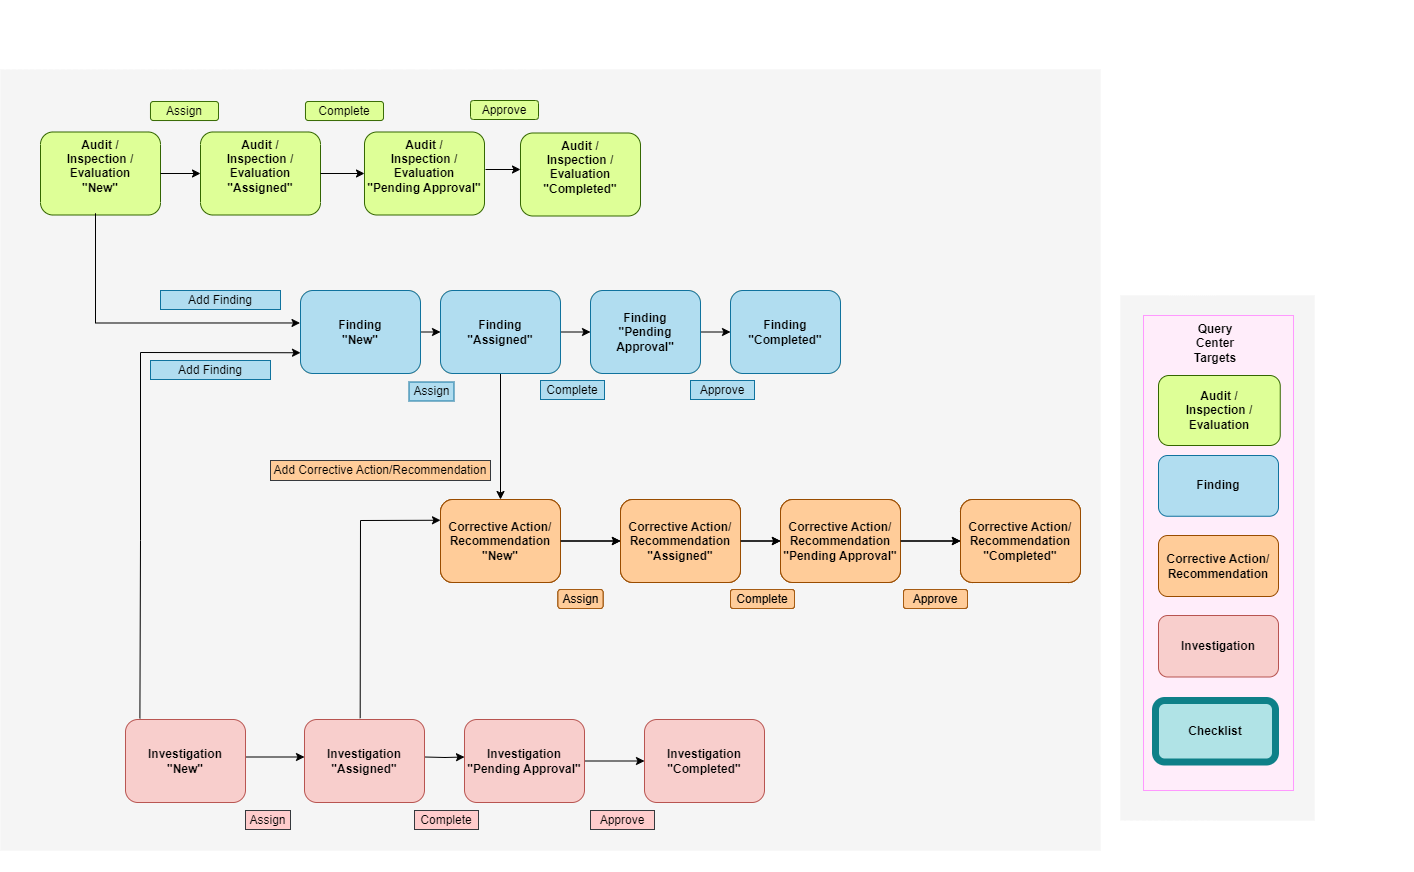 Assign
Complete
Approve
Audit /
Inspection /
Evaluation
"New"
Audit /
Inspection /
Evaluation
"Assigned"
Audit /
Inspection /
Evaluation
"Pending Approval"
Audit /
Inspection /
Evaluation
"Completed"
Add Finding
Finding
"New"
Finding
"Assigned"
Finding
"Pending
Approval"
Finding
"Completed"
Add Finding
Assign
Complete
Approve
Add Corrective Action/Recommendation
Corrective Action/
Recommendation
"New"
Corrective Action/
Recommendation
"Assigned"
Corrective Action/
Recommendation
"Pending Approval"
Corrective Action/
Recommendation
"Completed"
Assign
Complete
Approve
Investigation
"New"
Investigation
"Assigned"
Investigation
"Pending Approval"
Investigation
"Completed"
Assign
Complete
Approve
Query
Center
Targets
Audit /
Inspection /
Evaluation
Finding
Corrective Action/
Recommendation
Investigation
Checklist